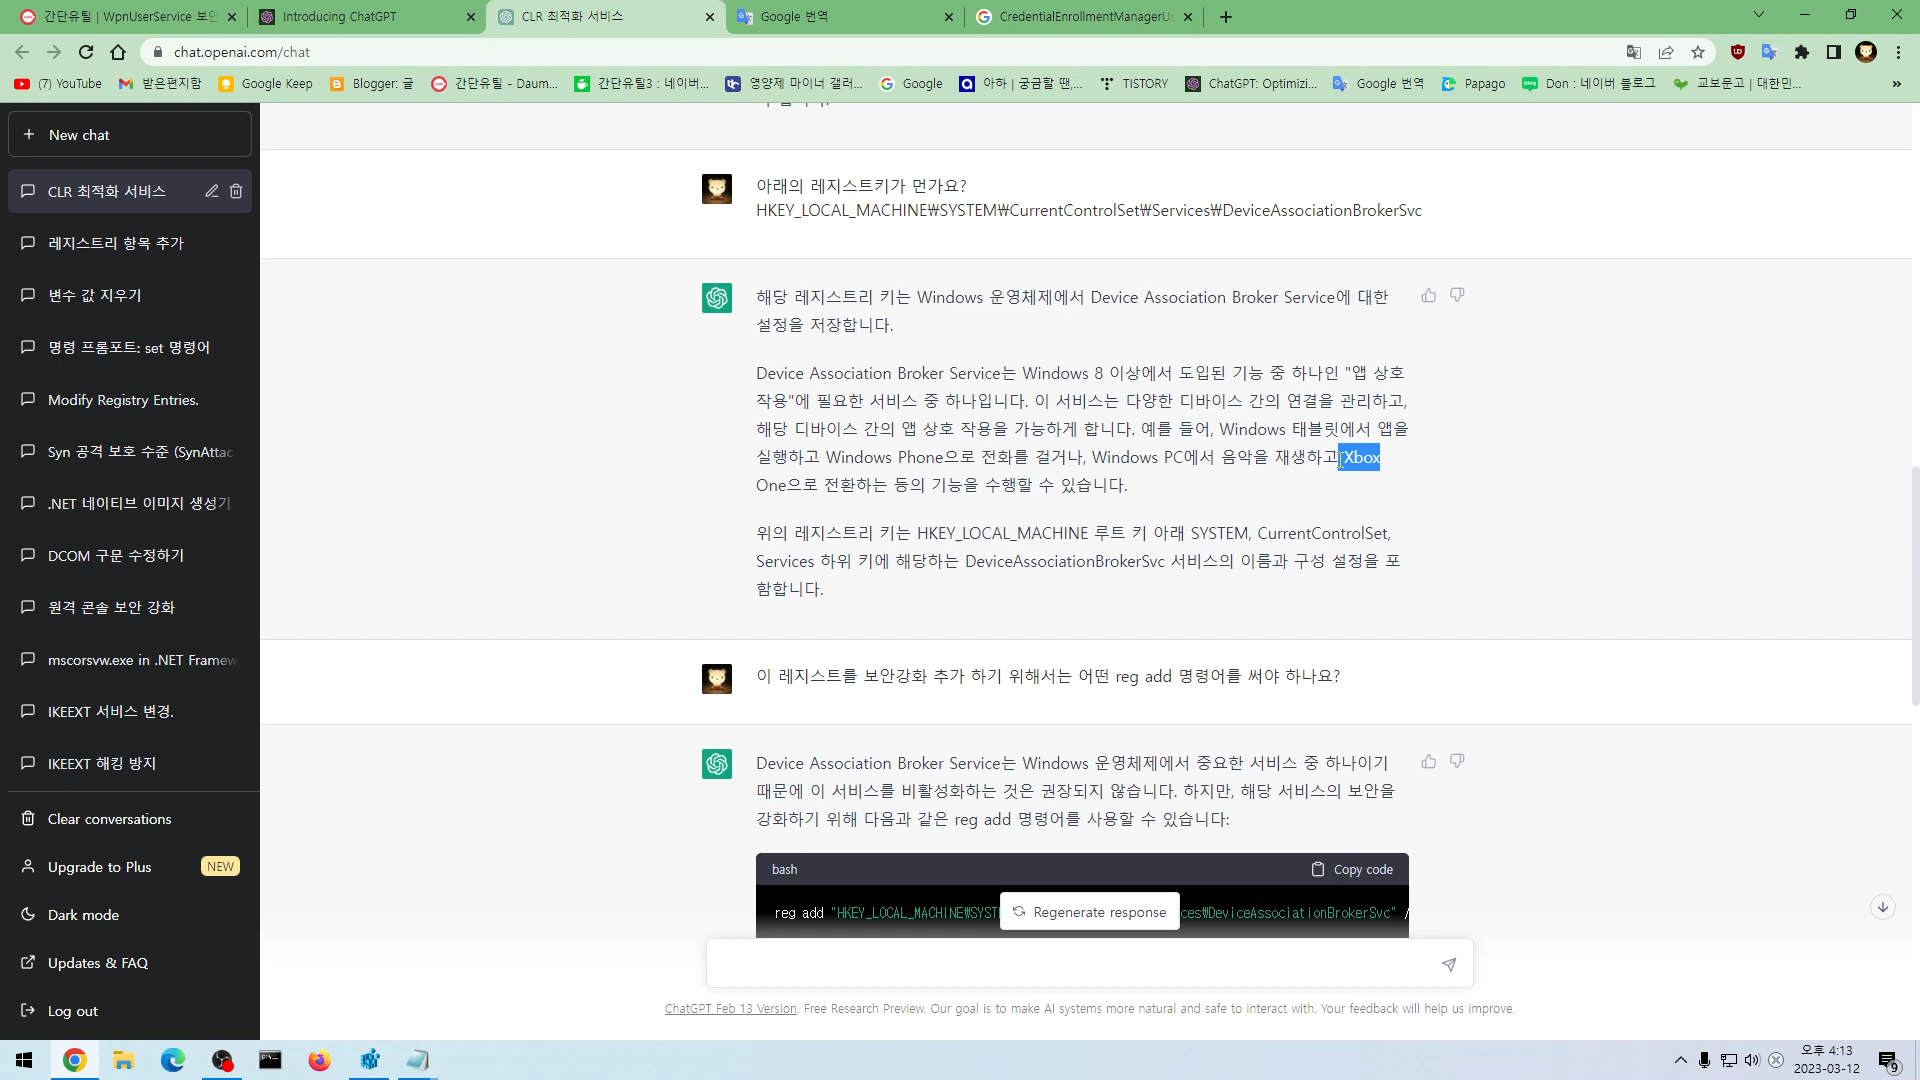 간단유틸 | WpnUserService 보안
Introducing ChatGPT
CLR 최적화 서비스
Google 번역
CredentialEnrollmentManagerUs
chat.openai.com/chat
(7) YouTube
받은편지함
Google Keep
Blogger: 글
간단유틸 - Daum...
간단유틸3 : 네이버...
영양제 마이너 갤러...
Google
아하 | 궁금할 땐,...
TISTORY
ChatGPT: Optimizi...
Google 번역
Papago
Don : 네이버 블로그
교보문고 | 대한민...
»
+ New chat
CLR 최적화 서비스
레지스트리 항목 추가
변수 값 지우기
명령 프롬포트: set 명령어
Modify Registry Entries.
Syn 공격 보호 수준 (SynAttac
.NET 네이티브 이미지 생성기
DCOM 구문 수정하기
원격 콘솔 보안 강화
mscorsvw.exe in .NET Framew
IKEEXT 서비스 변경.
IKEEXT 해킹 방지
Clear conversations
Upgrade to Plus NEW
Dark mode
Updates & FAQ
Log out
아래의 레지스트키가 먼가요?
HKEY_LOCAL_MACHINE₩SYSTEM₩CurrentControlSet₩Services₩DeviceAssociationBrokerSvc
해당 레지스트리 키는 Windows 운영체제에서 Device Association Broker Service에 대한
설정을 저장합니다.
Device Association Broker Service는 Windows 8 이상에서 도입된 기능 중 하나인 "앱 상호
작용"에 필요한 서비스 중 하나입니다. 이 서비스는 다양한 디바이스 간의 연결을 관리하고,
해당 디바이스 간의 앱 상호 작용을 가능하게 합니다. 예를 들어, Windows 태블릿에서 앱을
실행하고 Windows Phone으로 전화를 걸거나, Windows PC에서 음악을 재생하고 Xbox
One으로 전환하는 등의 기능을 수행할 수 있습니다.
위의 레지스트리 키는 HKEY_LOCAL_MACHINE 루트 키 아래 SYSTEM, CurrentControlSet,
Services 하위 키에 해당하는 DeviceAssociationBrokerSvc 서비스의 이름과 구성 설정을 포
함합니다.
이 레지스트를 보안강화 추가 하기 위해서는 어떤 reg add 명령어를 써야 하나요?
Device Association Broker Service는 Windows 운영체제에서 중요한 서비스 중 하나이기
때문에 이 서비스를 비활성화하는 것은 권장되지 않습니다. 하지만, 해당 서비스의 보안을
강화하기 위해 다음과 같은 reg add 명령어를 사용할 수 있습니다:
bash
Copy code
reg add "HKEY_LOCAL_MACHINE₩SYST
ces₩DeviceAssociationBrokerSvc" /
Regenerate response
ChatGPT Feb 13 Version. Free Research Preview. Our goal is to make AI systems more natural and safe to interact with. Your feedback will help us improve.
오후 4:13
2023-03-12
9